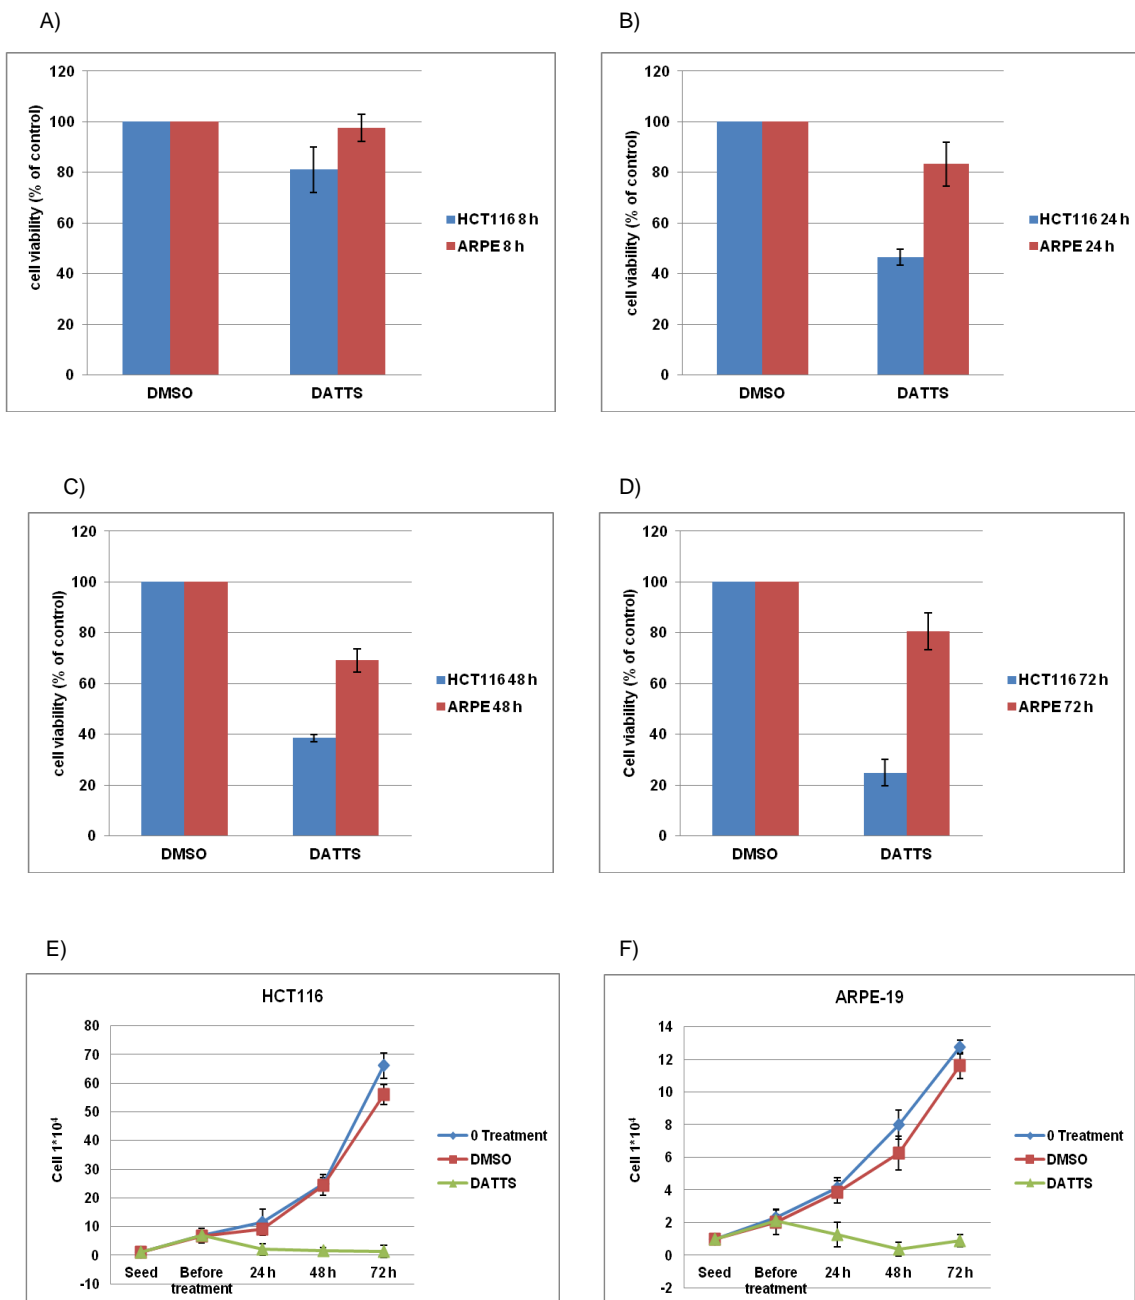 A)
120
100
80
60
40
20
0
cell viability (% of control)
DMSO
DATTS
HCT116 8 h
ARPE 8 h
B)
120
100
80
60
40
20
0
cell viability (% of control)
DMSO
DATTS
HCT116 24 h
ARPE 24 h
C)
120
100
80
60
40
20
0
cell viability (% of control)
DMSO
DATTS
HCT116 48 h
ARPE 48 h
D)
120
100
80
60
40
20
0
Cell viability (% of control)
DMSO
DATTS
HCT116 72 h
ARPE 72 h
E)
HCT116
80
70
60
50
40
30
20
10
0
-10
Cell 1*10⁴
Seed
Before treatment
24 h
48 h
72 h
0 Treatment
DMSO
DATTS
F)
ARPE-19
14
12
10
8
6
4
2
0
-2
Cell 1*10⁴
Seed
Before treatment
24 h
48 h
72 h
0 Treatment
DMSO
DATTS